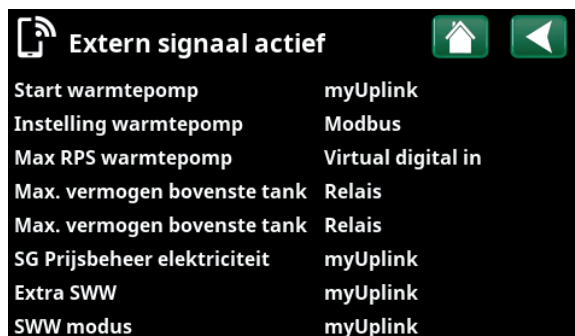 Extern signaal actief
Start warmtepomp myUplink
Instelling warmtepomp Modbus
Max RPS warmtepomp Virtual digital in
Max. vermogen bovenste tank Relais
Max. vermogen bovenste tank Relais
SG Prijsbeheer elektriciteit myUplink
Extra SWW myUplink
SWW modus myUplink